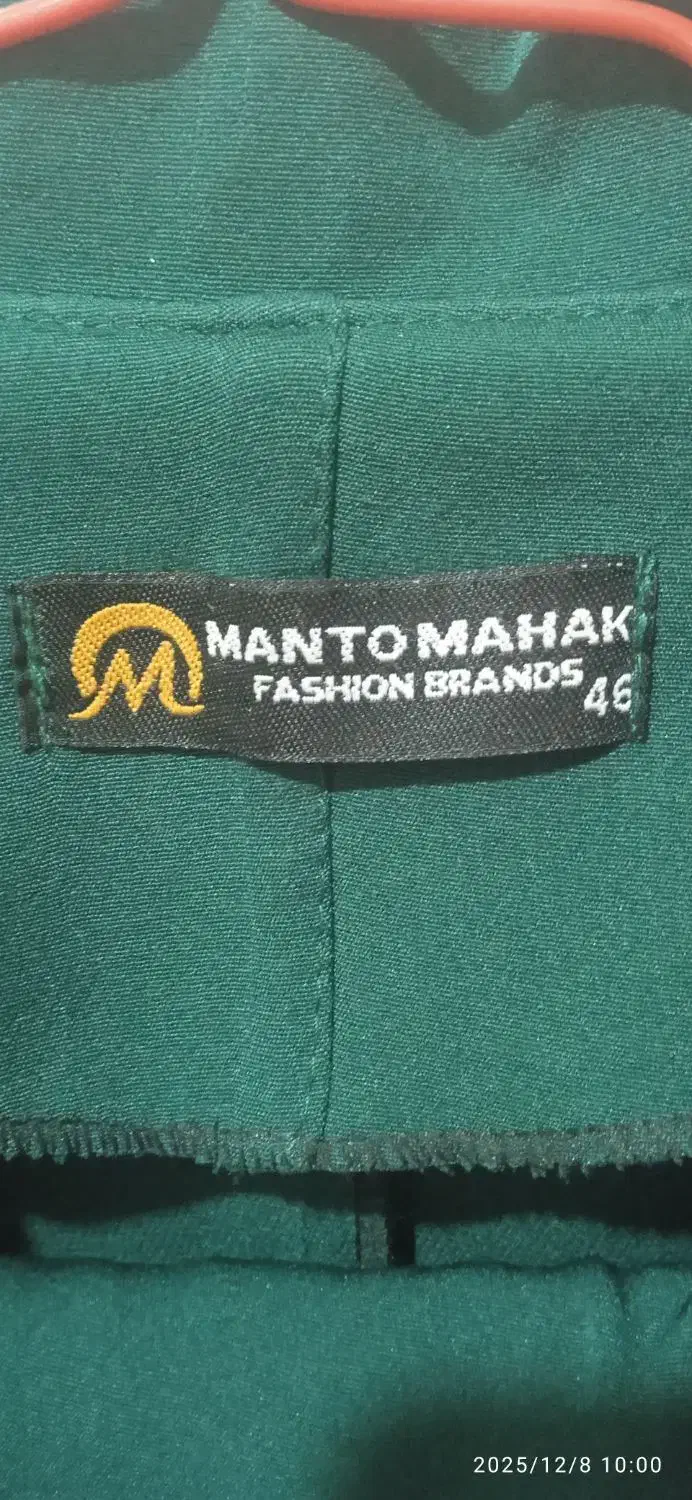 MANTO MAHAK
FASHION BRANDS
46
2025/12/8 10:00